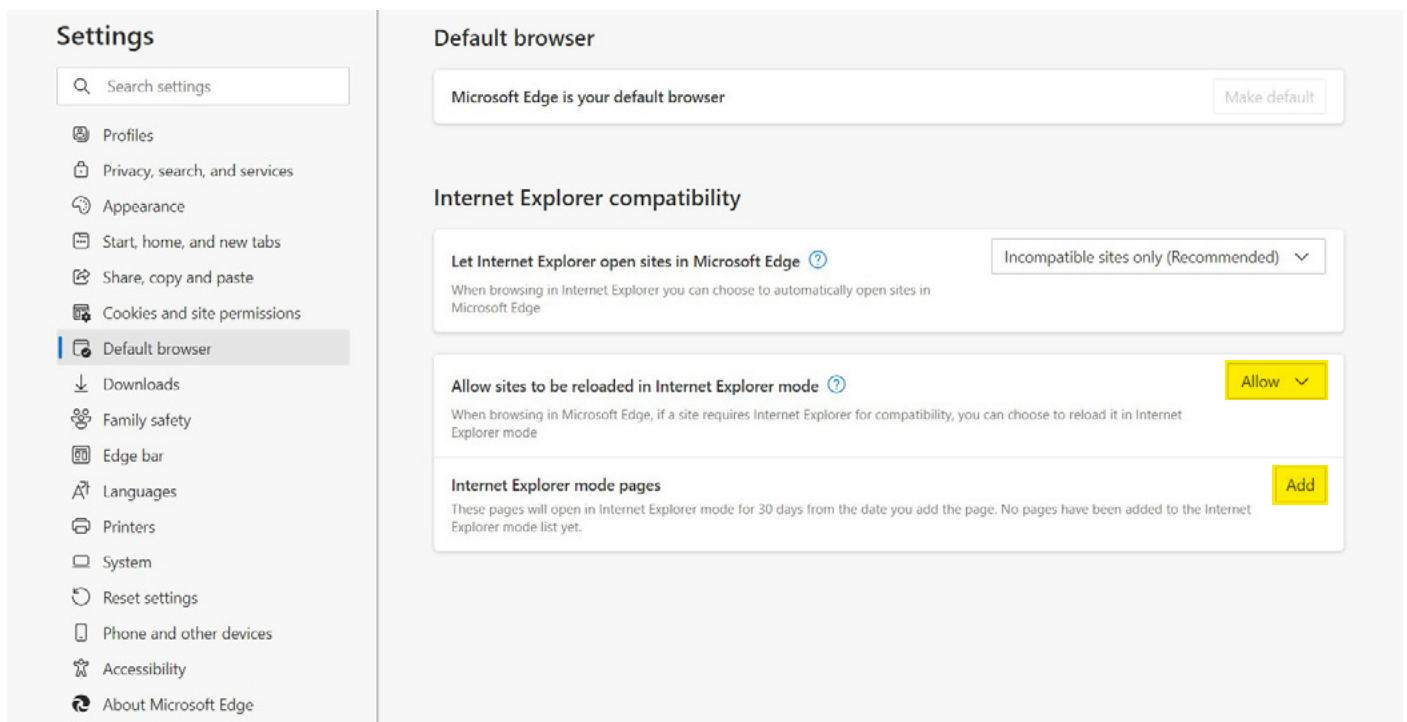 Settings
Search settings
Profiles
Privacy, search, and services
Appearance
Start, home, and new tabs
Share, copy and paste
Cookies and site permissions
Default browser
Downloads
Family safety
Edge bar
Languages
Printers
System
Reset settings
Phone and other devices
Accessibility
About Microsoft Edge
Default browser
Microsoft Edge is your default browser
Make default
Internet Explorer compatibility
Let Internet Explorer open sites in Microsoft Edge
Incompatible sites only (Recommended)
When browsing in Internet Explorer you can choose to automatically open sites in
Microsoft Edge
Allow sites to be reloaded in Internet Explorer mode
Allow
When browsing in Microsoft Edge, if a site requires Internet Explorer for compatibility, you can choose to reload it in Internet
Explorer mode
Internet Explorer mode pages
Add
These pages will open in Internet Explorer mode for 30 days from the date you add the page. No pages have been added to the Internet
Explorer mode list yet.